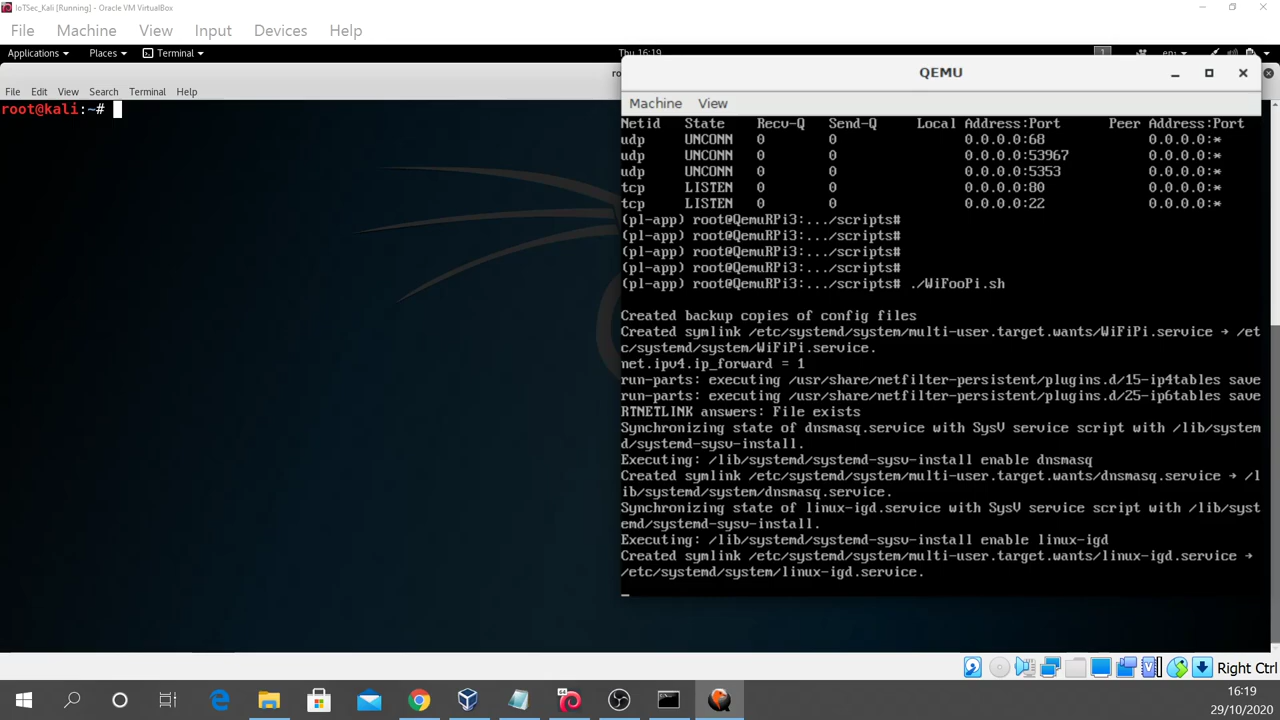 IoTSec_Kali [Running] - Oracle VM VirtualBox
File Machine View Input Devices Help
Applications Places Terminal Thu 16:19 1
File Edit View Search Terminal Help
root@kali:~#
QEMU
Machine View
Netid State Recv-Q Send-Q Local Address:Port Peer Address:Port
udp UNCONN 0 0 0.0.0.0:68 0.0.0.0:*
udp UNCONN 0 0 0.0.0.0:53967 0.0.0.0:*
udp UNCONN 0 0 0.0.0.0:5353 0.0.0.0:*
tcp LISTEN 0 0 0.0.0.0:80 0.0.0.0:*
tcp LISTEN 0 0 0.0.0.0:22 0.0.0.0:*
(pl-app) root@QemuRPi3:.../scripts#
(pl-app) root@QemuRPi3:.../scripts#
(pl-app) root@QemuRPi3:.../scripts#
(pl-app) root@QemuRPi3:.../scripts#
(pl-app) root@QemuRPi3:.../scripts# ./WiFooPi.sh
Created backup copies of config files
Created symlink /etc/systemd/system/multi-user.target.wants/WiFiPi.service → /et
c/systemd/system/WiFiPi.service.
net.ipv4.ip_forward = 1
run-parts: executing /usr/share/netfilter-persistent/plugins.d/15-ip4tables save
run-parts: executing /usr/share/netfilter-persistent/plugins.d/25-ip6tables save
RTNETLINK answers: File exists
Synchronizing state of dnsmasq.service with SysV service script with /lib/system
d/systemd-sysv-install.
Executing: /lib/systemd/systemd-sysv-install enable dnsmasq
Created symlink /etc/systemd/system/multi-user.target.wants/dnsmasq.service → /l
ib/systemd/system/dnsmasq.service.
Synchronizing state of linux-igd.service with SysV service script with /lib/syst
emd/systemd-sysv-install.
Executing: /lib/systemd/systemd-sysv-install enable linux-igd
Created symlink /etc/systemd/system/multi-user.target.wants/linux-igd.service →
/etc/systemd/system/linux-igd.service.
Right Ctrl
16:19
29/10/2020